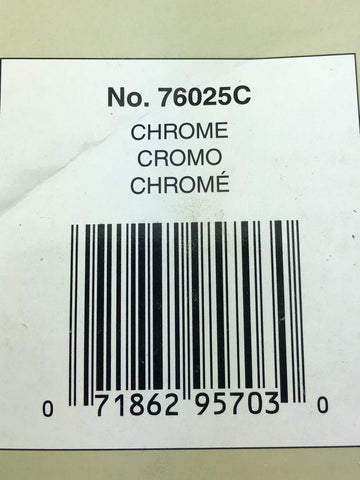 No. 76025C
CHROME
CROMO
CHROMÉ
0 71862 95703 0